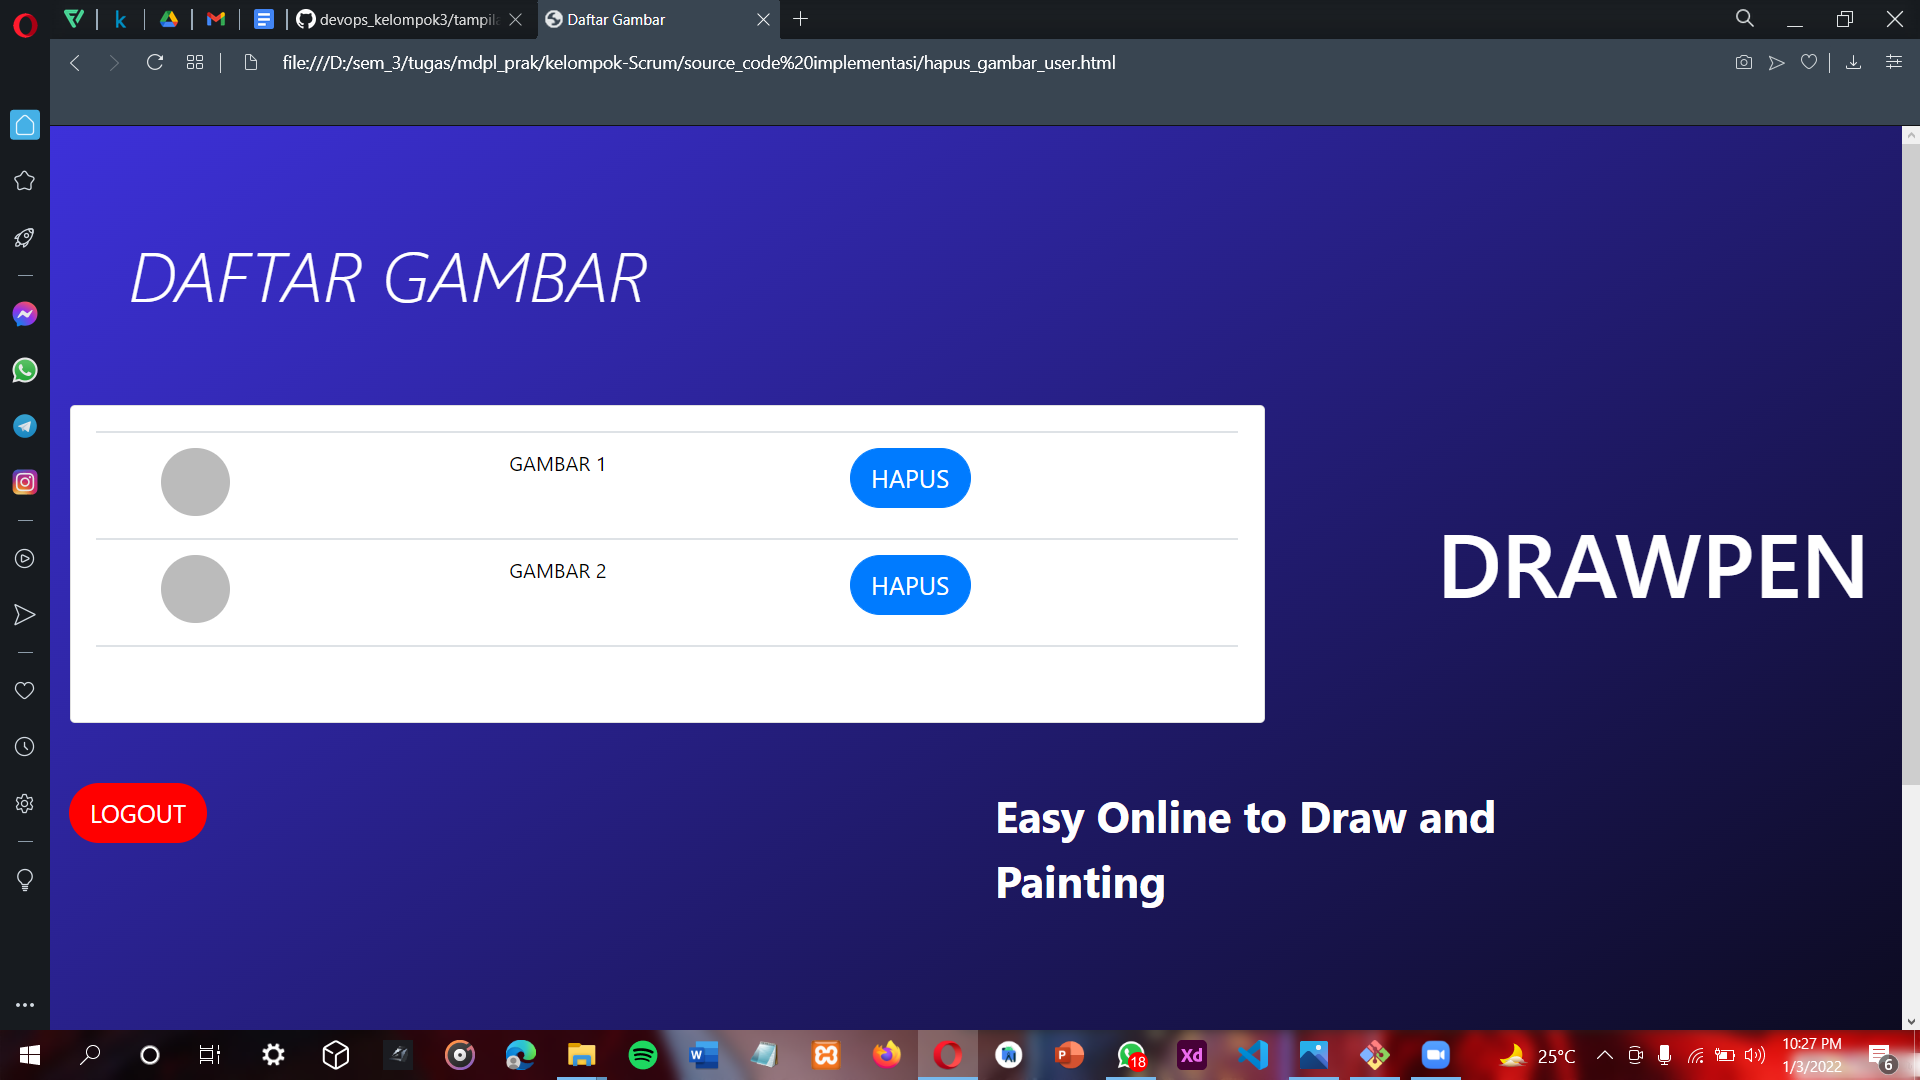 devops_kelompok3/tampila
Daftar Gambar
file:///D:/sem_3/tugas/mdpl_prak/kelompok-Scrum/source_code%20implementasi/hapus_gambar_user.html
DAFTAR GAMBAR
GAMBAR 1
HAPUS
GAMBAR 2
HAPUS
DRAWPEN
LOGOUT
Easy Online to Draw and
Painting
18
Xd
25°C
10:27 PM
1/3/2022
6